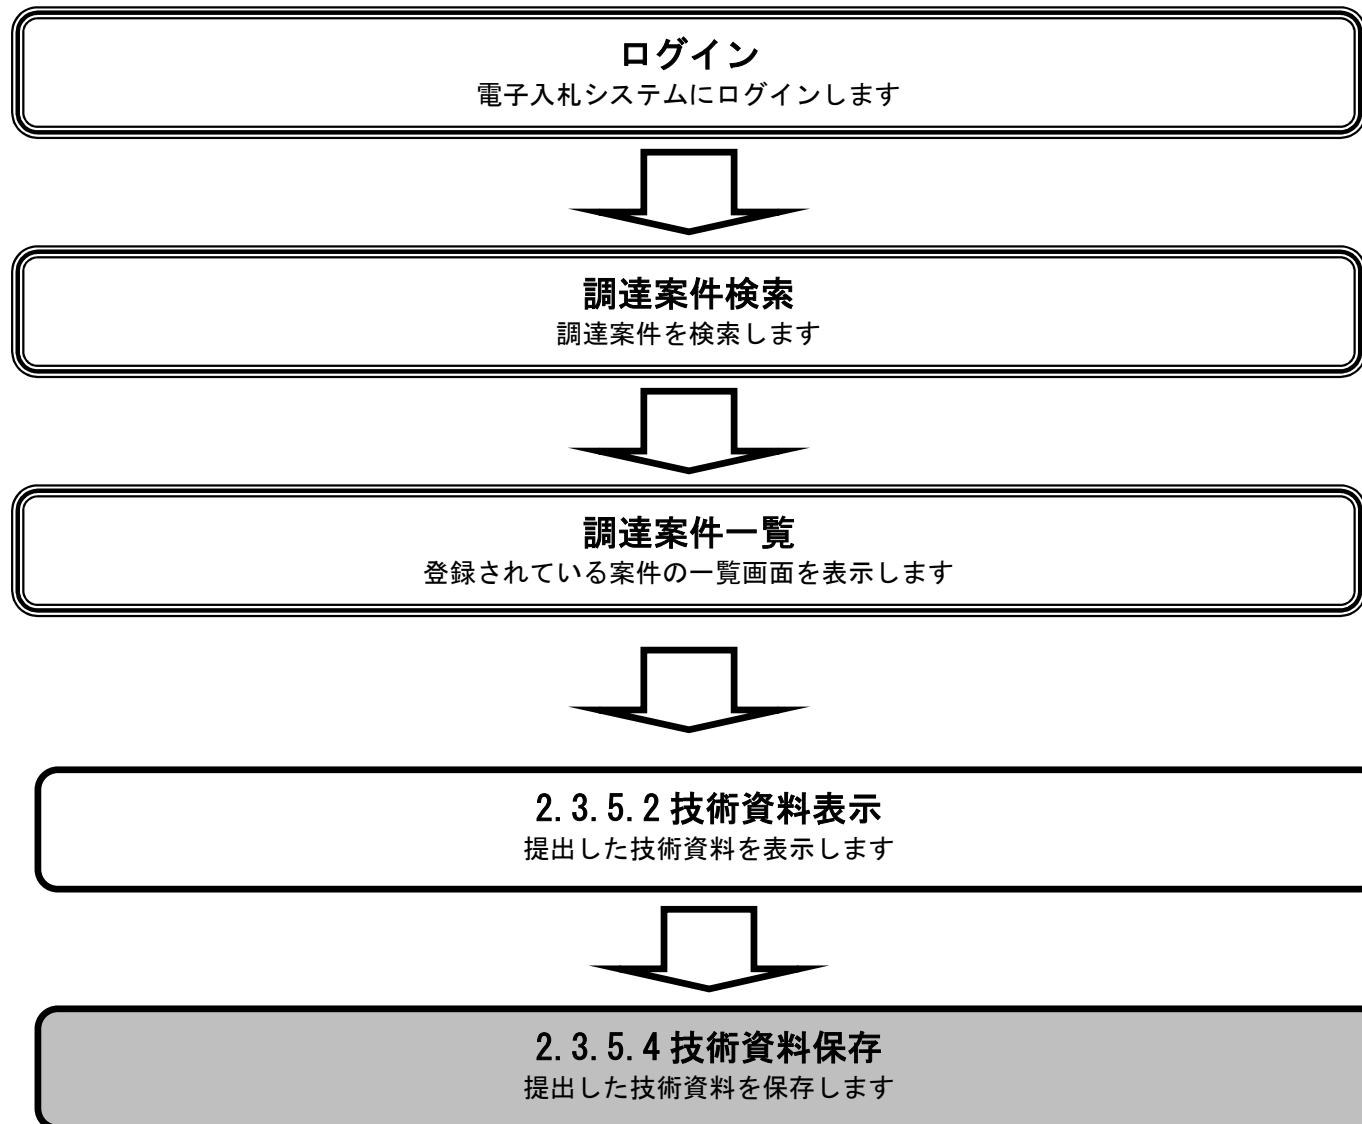 ログイン
電子入札システムにログインします
調達案件検索
調達案件を検索します
調達案件一覧
登録されている案件の一覧画面を表示します
2.3.5.2 技術資料表示
提出した技術資料を表示します
2.3.5.4 技術資料保存
提出した技術資料を保存します